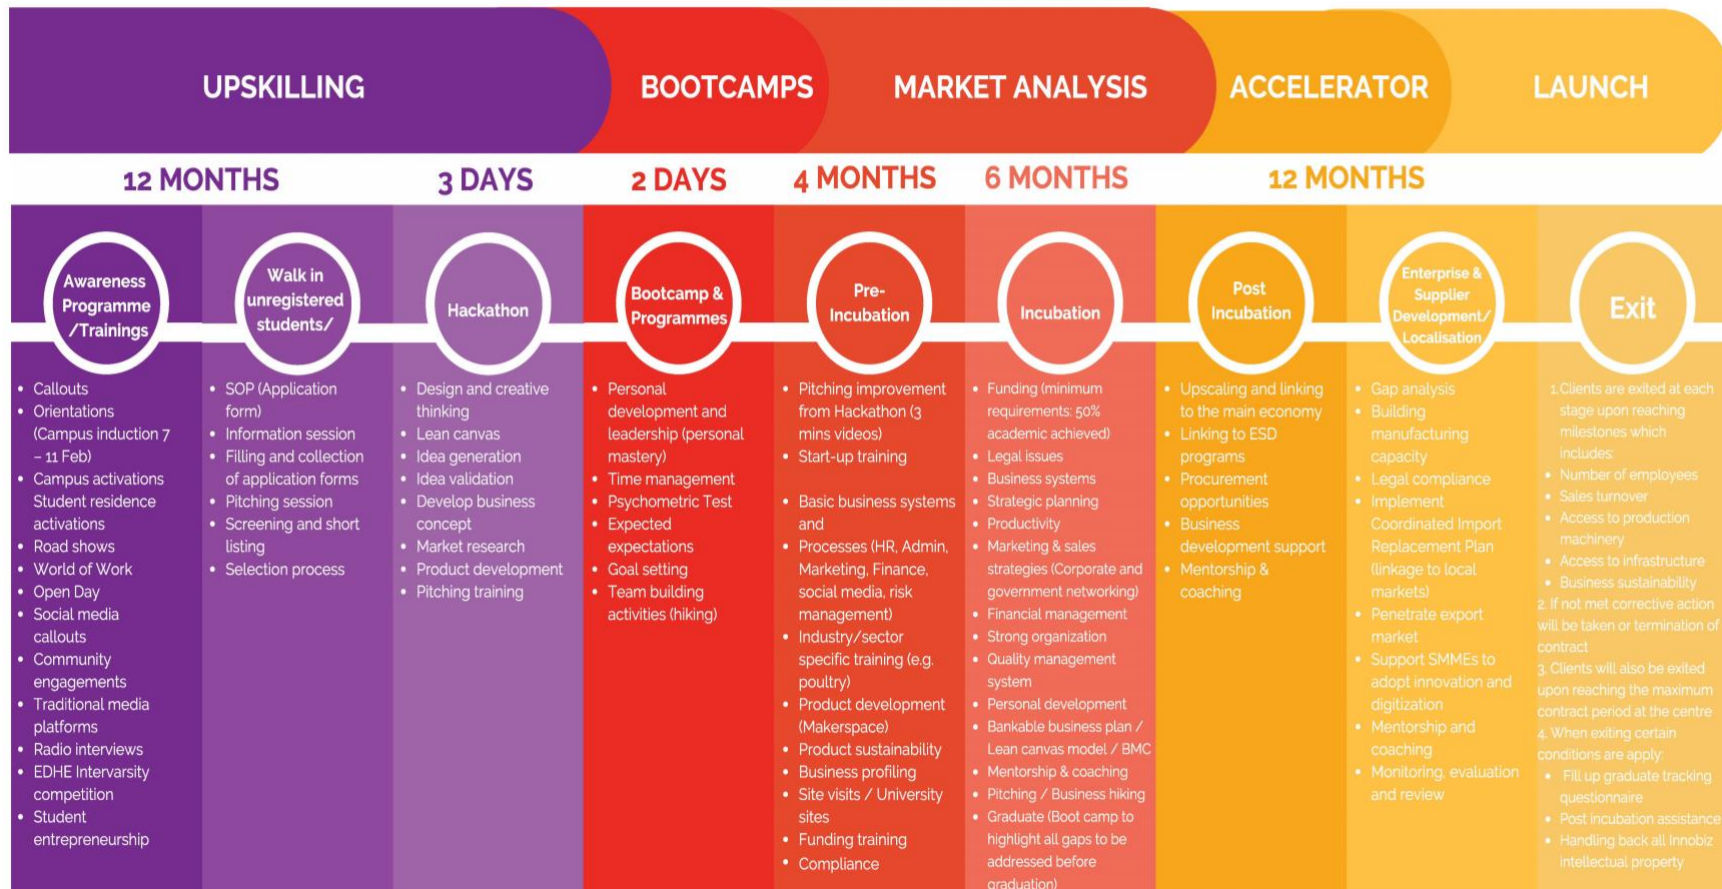 UPSKILLING
BOOTCAMPS
MARKET ANALYSIS
ACCELERATOR
LAUNCH
12 MONTHS
3 DAYS
2 DAYS
4 MONTHS
6 MONTHS
12 MONTHS
Awareness
Programme
/Trainings
• Callouts
• Orientations
(Campus induction 7
– 11 Feb)
• Campus activations
Student residence
activations
• Road shows
• World of Work
• Open Day
• Social media
callouts
• Community
engagements
• Traditional media
platforms
• Radio interviews
• EDHE Intervarsity
competition
• Student
entrepreneurship
Walk in
unregistered
students/
• SOP (Application
form)
• Information session
• Filling and collection
of application forms
• Pitching session
• Screening and short
listing
• Selection process
Hackathon
• Design and creative
thinking
• Lean canvas
• Idea generation
• Idea validation
• Develop business
concept
• Market research
• Product development
• Pitching training
Bootcamp &
Programmes
• Personal
development and
leadership (personal
mastery)
• Time management
• Psychometric Test
• Expected
expectations
• Goal setting
• Team building
activities (hiking)
Pre-
Incubation
• Pitching improvement
from Hackathon (3
mins videos)
• Start-up training
• Basic business systems
and
• Processes (HR, Admin,
Marketing, Finance,
social media, risk
management)
• Industry/sector
specific training (e.g.
poultry)
• Product development
(Makerspace)
• Product sustainability
• Business profiling
• Site visits / University
sites
• Funding training
• Compliance
Incubation
• Funding (minimum
requirements: 50%
academic achieved)
• Legal issues
• Business systems
• Strategic planning
• Productivity
• Marketing & sales
strategies (Corporate and
government networking)
• Financial management
• Strong organization
• Quality management
system
• Personal development
• Bankable business plan /
Lean canvas model / BMC
• Mentorship & coaching
• Pitching / Business hiking
• Graduate (Boot camp to
highlight all gaps to be
addressed before
graduation)
Post
Incubation
• Upscaling and linking
to the main economy
• Linking to ESD
programs
• Procurement
opportunities
• Business
development support
• Mentorship &
coaching
Enterprise &
Supplier
Development/
Localisation
• Gap analysis
• Building
manufacturing
capacity
• Legal compliance
• Implement
Coordinated Import
Replacement Plan
(linkage to local
markets)
• Penetrate export
market
• Support SMMEs to
adopt innovation and
digitization
• Mentorship and
coaching
• Monitoring, evaluation
and review
Exit
1.Clients are exited at each
stage upon reaching
milestones which
includes:
• Number of employees
• Sales turnover
• Access to production
machinery
• Access to infrastructure
• Business sustainability
2. If not met corrective action
will be taken or termination of
contract
3. Clients will also be exited
upon reaching the maximum
contract period at the centre
4. When exiting certain
conditions are apply:
• Fill up graduate tracking
questionnaire
• Post incubation assistance
• Handling back all Innobiz
intellectual property